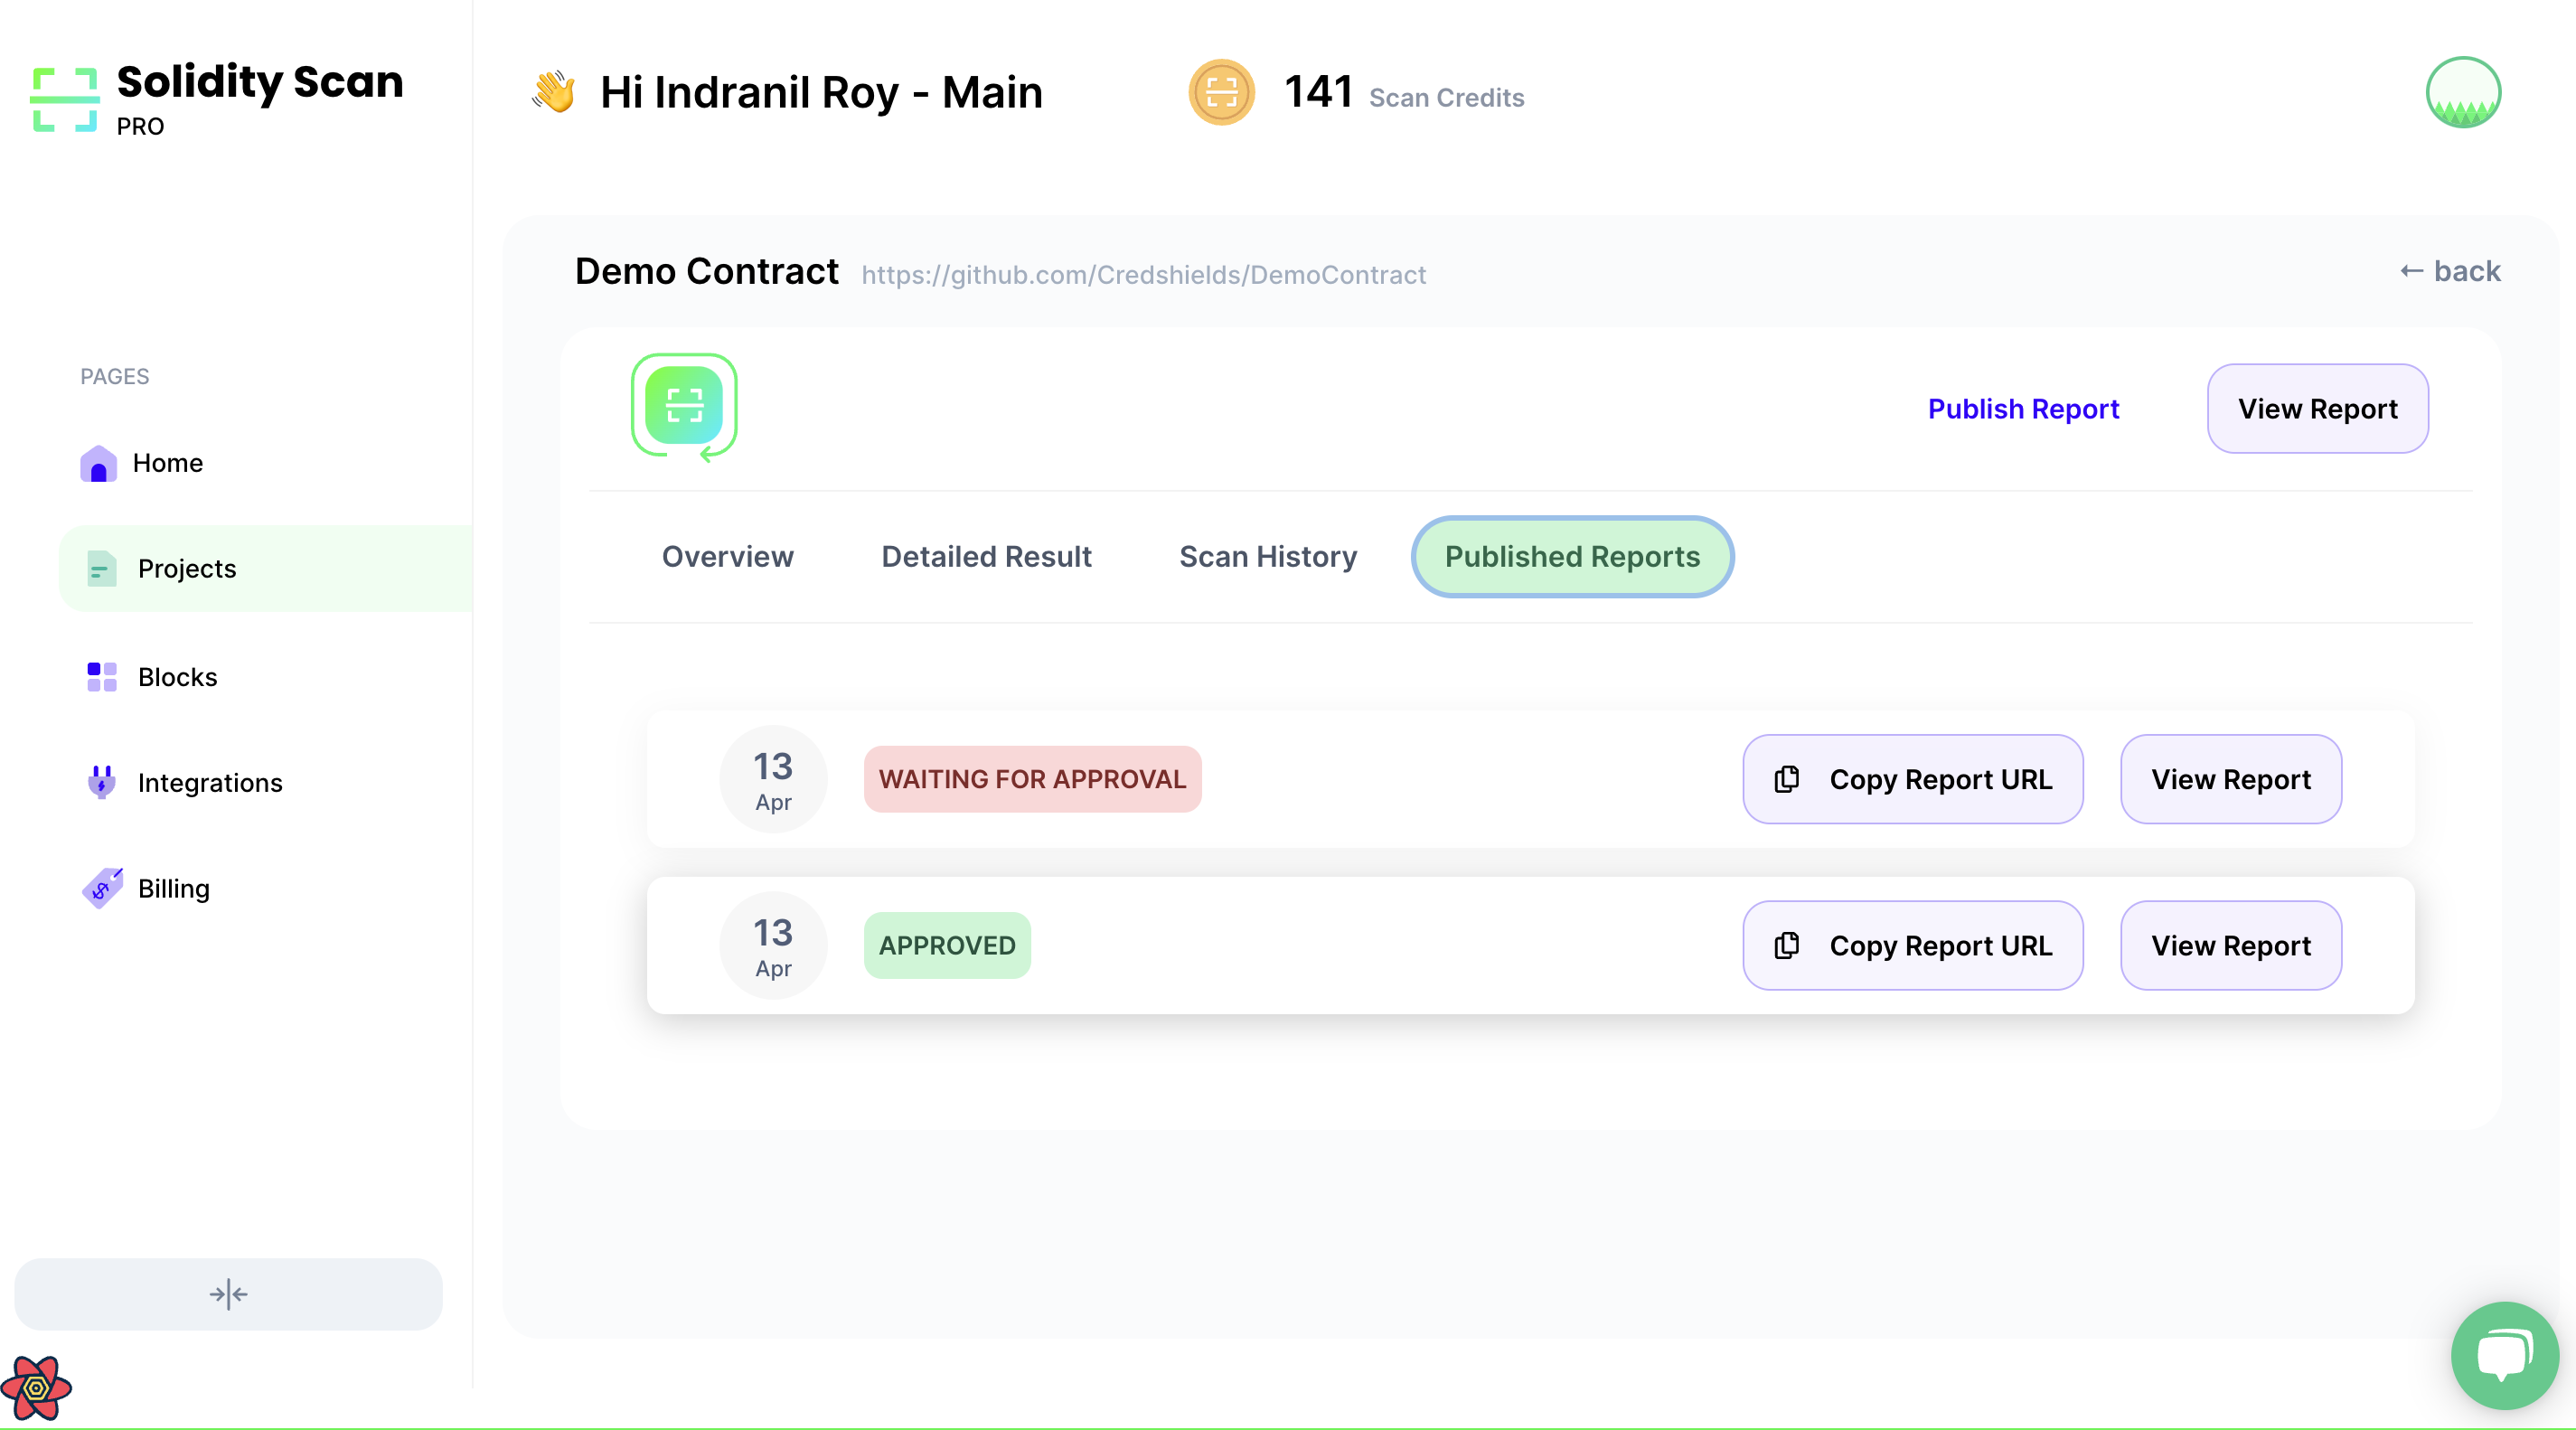 Solidity Scan
PRO
👋 Hi Indranil Roy - Main
141 Scan Credits
PAGES
Home
Projects
Blocks
Integrations
Billing
Demo Contract https://github.com/Credshields/DemoContract
← back
Publish Report
View Report
Overview Detailed Result Scan History Published Reports
13
Apr
WAITING FOR APPROVAL
Copy Report URL
View Report
13
Apr
APPROVED
Copy Report URL
View Report